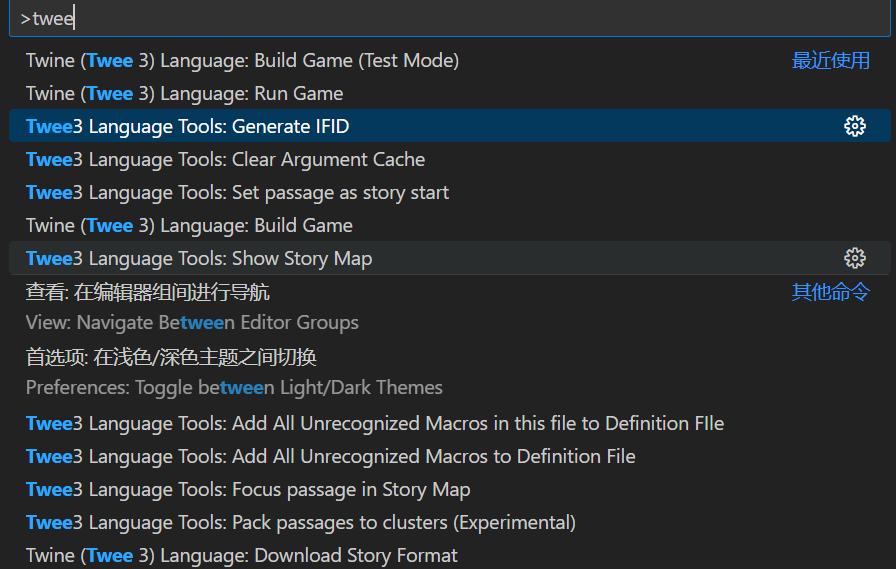 >twee
Twine (Twee 3) Language: Build Game (Test Mode) 最近使用
Twine (Twee 3) Language: Run Game
Twee3 Language Tools: Generate IFID
Twee3 Language Tools: Clear Argument Cache
Twee3 Language Tools: Set passage as story start
Twine (Twee 3) Language: Build Game
Twee3 Language Tools: Show Story Map
查看: 在编辑器组间进行导航 其他命令
View: Navigate Between Editor Groups
首选项: 在浅色/深色主题之间切换
Preferences: Toggle between Light/Dark Themes
Twee3 Language Tools: Add All Unrecognized Macros in this file to Definition FIle
Twee3 Language Tools: Add All Unrecognized Macros to Definition File
Twee3 Language Tools: Focus passage in Story Map
Twee3 Language Tools: Pack passages to clusters (Experimental)
Twine (Twee 3) Language: Download Story Format